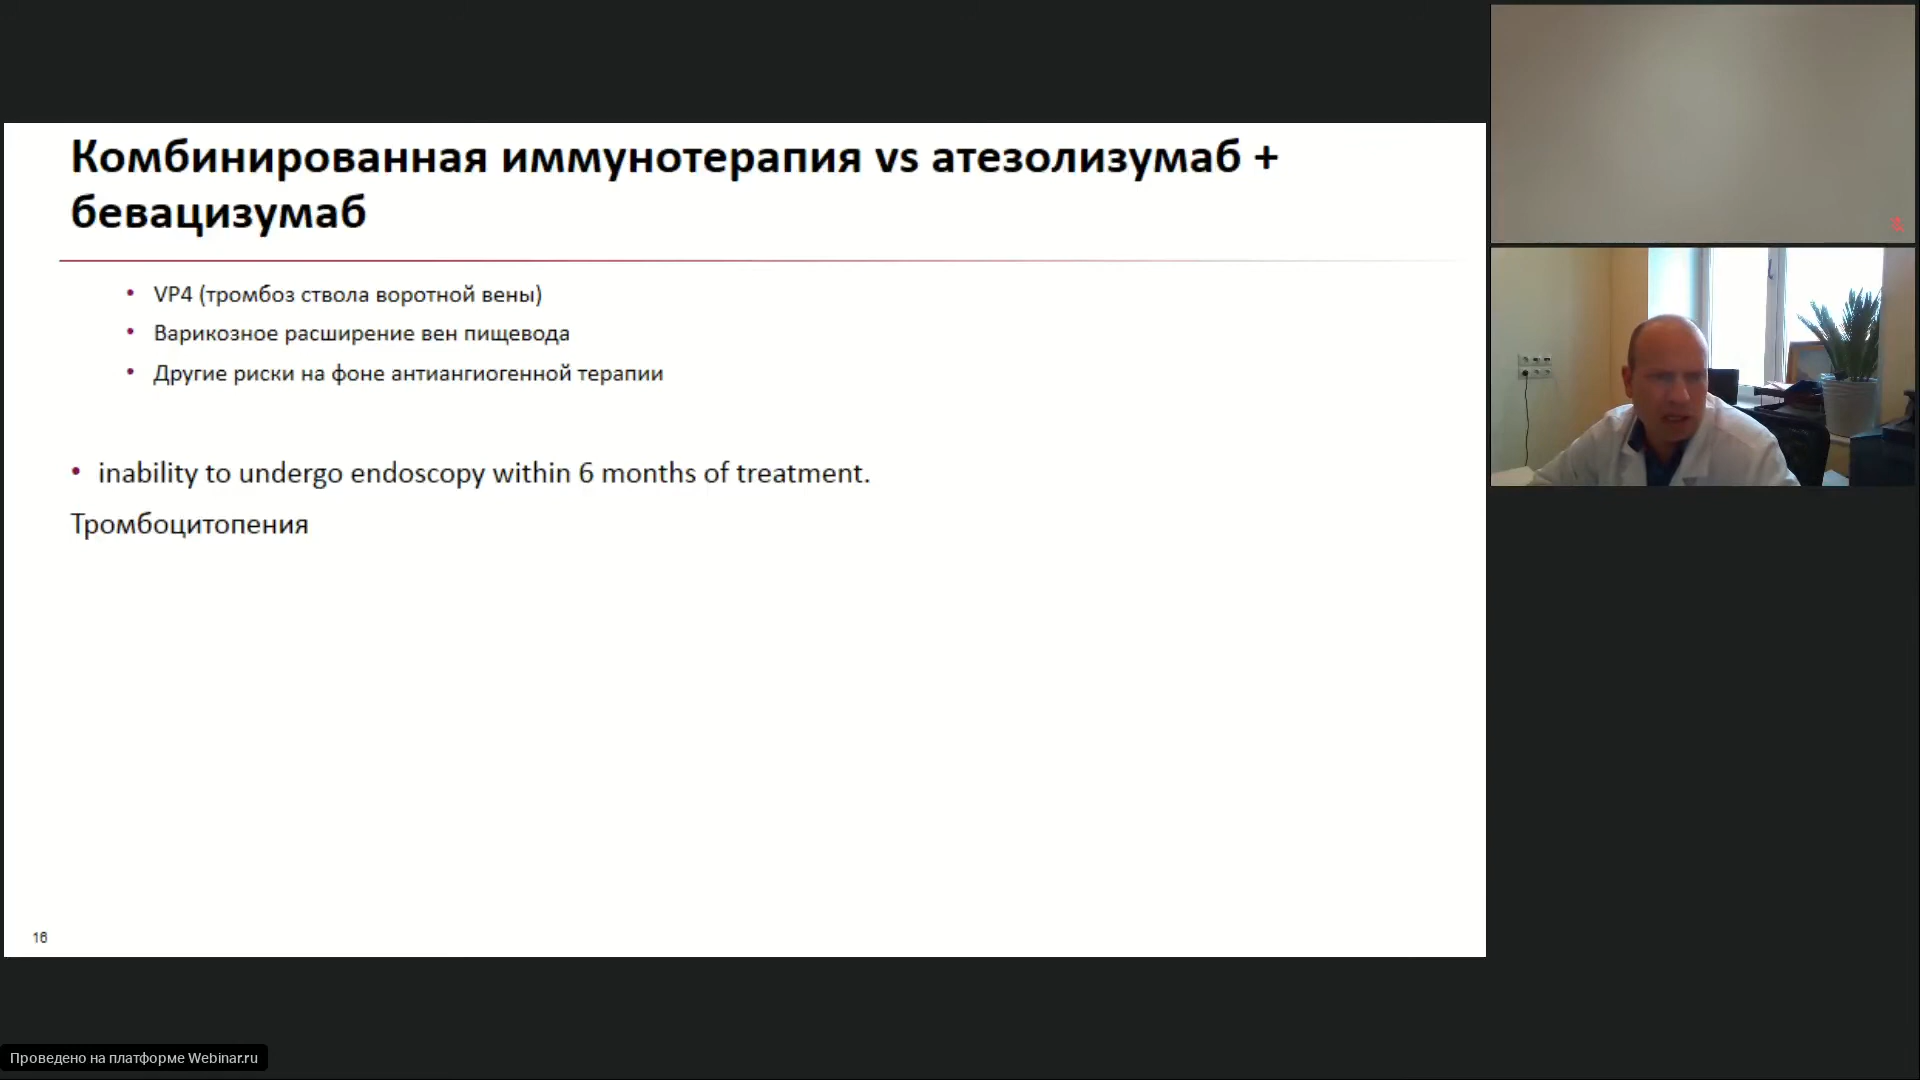 Комбинированная иммунотерапия vs атезолизумаб +
бевацизумаб
• VP4 (тромбоз ствола воротной вены)
• Варикозное расширение вен пищевода
• Другие риски на фоне антиангиогенной терапии
• inability to undergo endoscopy within 6 months of treatment.
Тромбоцитопения
16
Проведено на платформе Webinar.ru